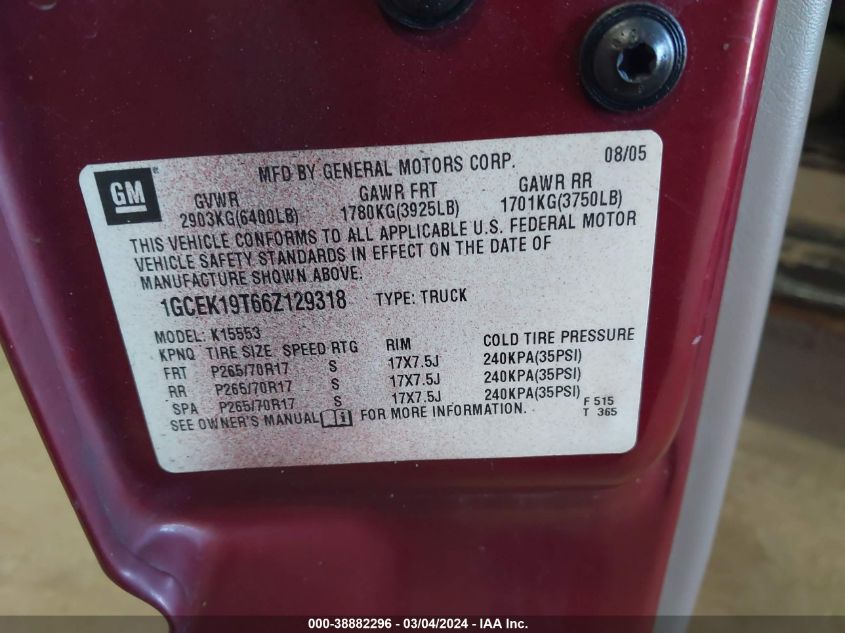 GM
MFD BY GENERAL MOTORS CORP. 08/05
GVWR GAWR FRT GAWR RR
2903KG(6400LB) 1780KG(3925LB) 1701KG(3750LB)
THIS VEHICLE CONFORMS TO ALL APPLICABLE U.S. FEDERAL MOTOR
VEHICLE SAFETY STANDARDS IN EFFECT ON THE DATE OF
MANUFACTURE SHOWN ABOVE.
1GCEK19T66Z129318 TYPE: TRUCK
MODEL: K15553
KPNQ TIRE SIZE SPEED RTG RIM COLD TIRE PRESSURE
FRT P265/70R17 S 17X7.5J 240KPA(35PSI)
RR P265/70R17 S 17X7.5J 240KPA(35PSI)
SPA P265/70R17 S 17X7.5J 240KPA(35PSI)
SEE OWNER'S MANUAL FOR MORE INFORMATION.
F 515
T 365
000-38882296 - 03/04/2024 - IAA Inc.